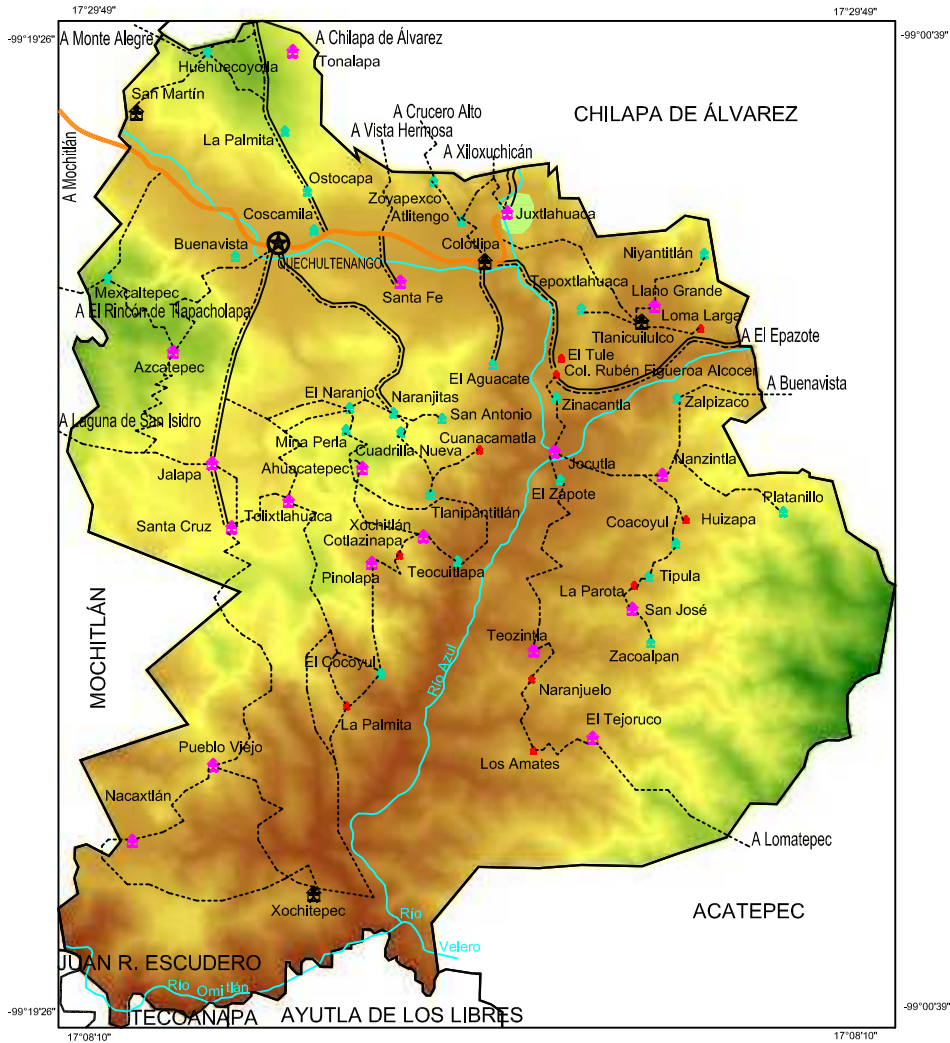 17°29'49"
17°29'49"
-99°19'26"
-99°00'39"
A Monte Alegre
A Chilapa de Álvarez
Huehuecoyolla
Tonalapa
San Martín
A Crucero Alto
CHILAPA DE ÁLVAREZ
A Vista Hermosa
La Palmita
A Xiloxuchicán
A Mochitlán
Ostocapa
Zoyapexco
Atlitengo
Juxtlahuaca
Coscamila
Buenavista
Colotlipa
Niyantitlán
QUECHULTENANGO
Tepoxtlahuaca
Mexcaltepec
Santa Fe
Llano Grande
A El Rincón de Tlapacholapa
Loma Larga
Tlanicuilulco
A El Epazote
Azcatepec
El Tule
El Aguacate
Col. Rubén Figueroa Alcocer
A Buenavista
El Naranjo
Naranjitas
Zinacantla
Zalpizaco
A Laguna de San Isidro
San Antonio
Mina Perla
Cuanacamatla
Cuadrilla Nueva
Jalapa
Ahuacatepec
Jocutla
Nanzintla
El Zapote
Platanillo
Tolixtlahuaca
Tlanipantitlán
Santa Cruz
Xochitlán
Coacoyul
Huizapa
Cotlazinapa
Pinolapa
Teocuitlapa
Tipula
La Parota
San José
Teozintla
MOCHITLÁN
Río Azul
Zacoalpan
El Cocoyul
Naranjuelo
La Palmita
El Tejoruco
Pueblo Viejo
Los Amates
Nacaxtlán
A Lomatepec
Xochitepec
ACATEPEC
Río
Velero
JUAN R. ESCUDERO
Río Omitlán
-99°19'26"
-99°00'39"
TECOANAPA
AYUTLA DE LOS LIBRES
17°08'10"
17°08'10"